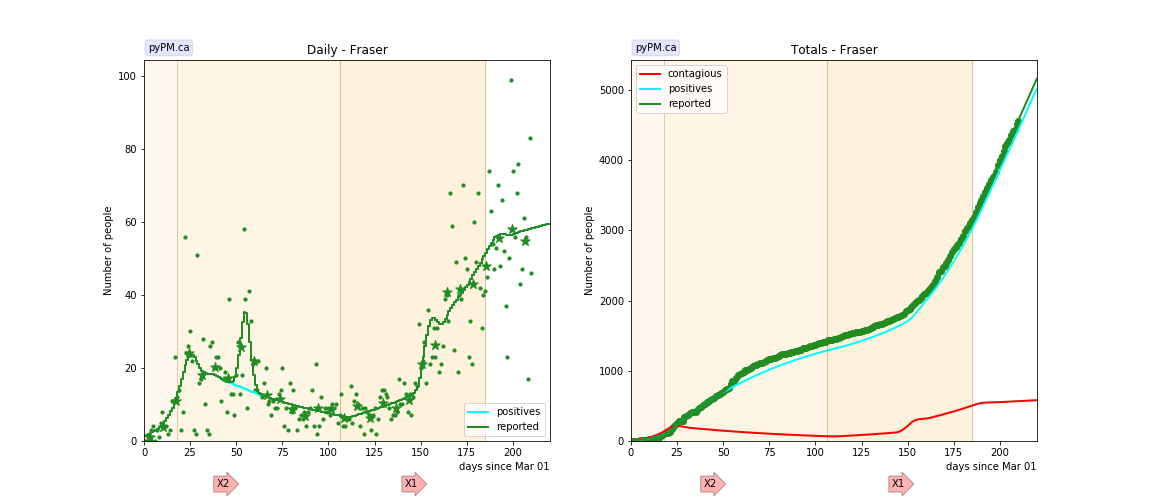 pyPM.ca
Daily - Fraser
Number of people
100
80
60
40
20
0
0 25 50 75 100 125 150 175 200
days since Mar 01
positives
reported
X2
X1
pyPM.ca
Totals - Fraser
contagious
positives
reported
Number of people
5000
4000
3000
2000
1000
0
0 25 50 75 100 125 150 175 200
days since Mar 01
X2
X1